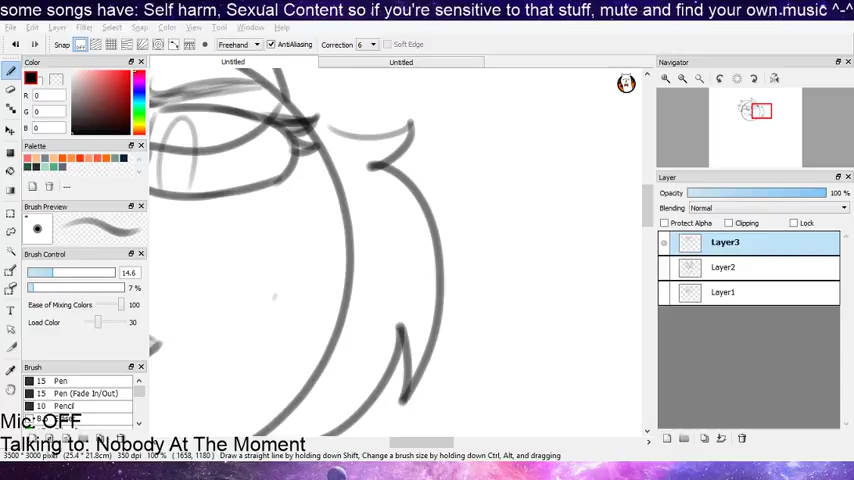 some songs have: Self harm, Sexual Content so if you're sensitive to that stuff, mute and find your own music ^-^
File Edit Layer Filter Select Snap Color View Tool Window Help
Snap OFF Freehand AntiAliasing Correction 6 Soft Edge
Color
Untitled
Untitled
Navigator
R 0
G 0
B 0
Palette
---
Layer
Opacity 100 %
Blending Normal
Protect Alpha Clipping Lock
Brush Preview
Layer3
Brush Control
14.6
Layer2
7 %
Layer1
Ease of Mixing Colors 100
Load Color 30
Brush
15 Pen
15 Pen (Fade In/Out)
10 Pencil
Mic: OFF
Talking to: Nobody At The Moment
3500 * 3000 pixel (25.4 * 21.8cm) 350 dpi 100 % ( 1658, 1180 ) Draw a straight line by holding down Shift, Change a brush size by holding down Ctrl, Alt, and dragging